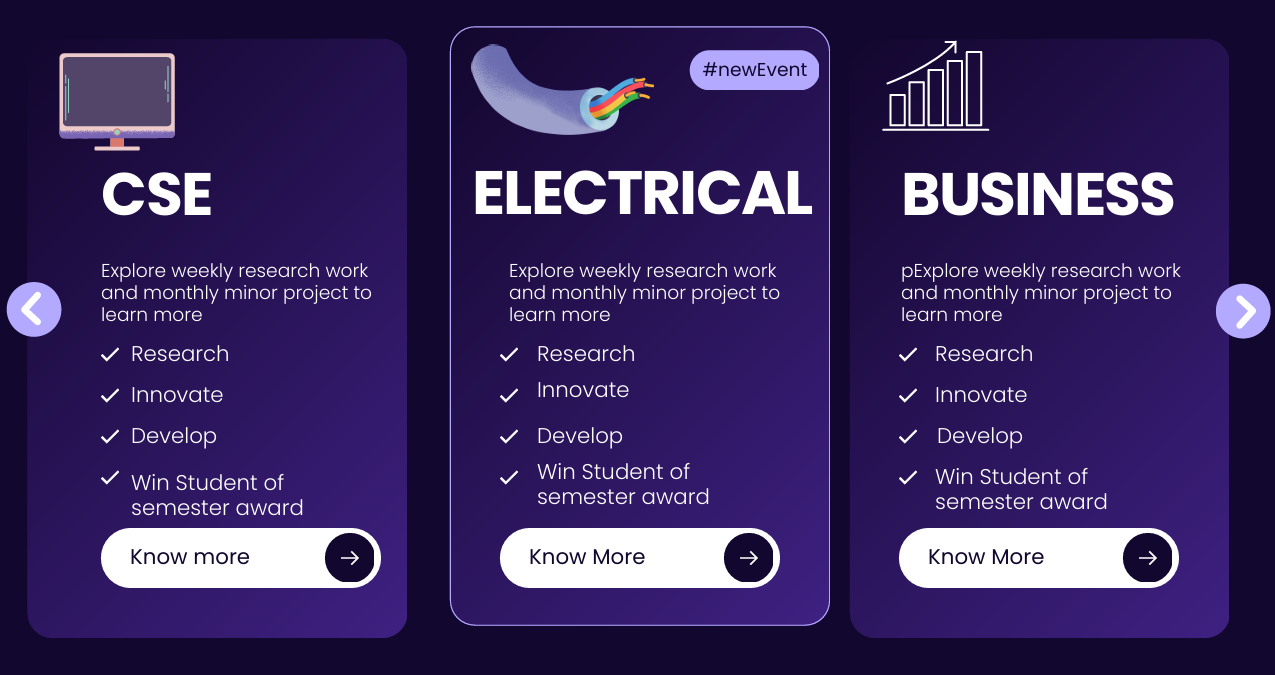 CSE
Explore weekly research work
and monthly minor project to
learn more
Research
Innovate
Develop
Win Student of
semester award
Know more
#newEvent
ELECTRICAL
Explore weekly research work
and monthly minor project to
learn more
Research
Innovate
Develop
Win Student of
semester award
Know More
BUSINESS
pExplore weekly research work
and monthly minor project to
learn more
Research
Innovate
Develop
Win Student of
semester award
Know More